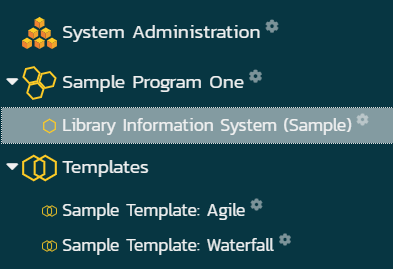 System Administration
Sample Program One
Library Information System (Sample)
Templates
Sample Template: Agile
Sample Template: Waterfall